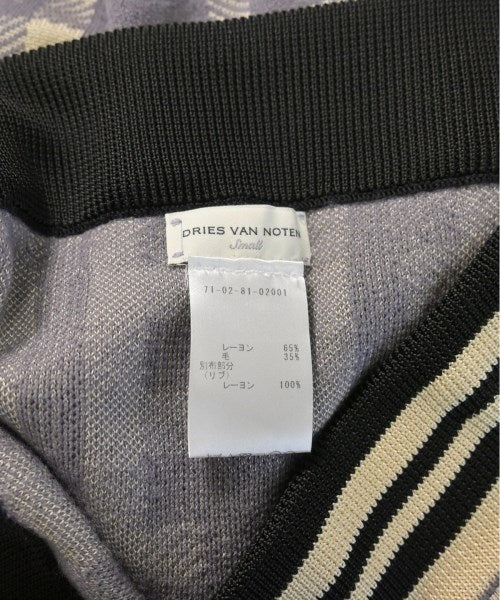 DRIES VAN NOTEN
Small
71-02-81-02001
レーヨン 65%
毛 35%
別布部分
(リブ)
レーヨン 100%